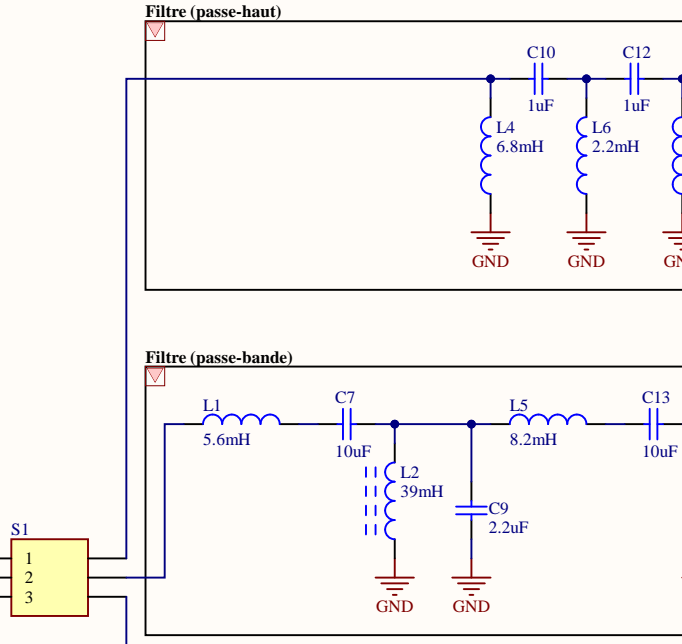 Filtre (passe-haut)
C10
C12
1uF
1uF
L4
6.8mH
L6
2.2mH
GND
GND
Filtre (passe-bande)
L1
5.6mH
C7
10uF
L5
8.2mH
C13
10uF
L2
39mH
C9
2.2uF
GND
GND
S1
1
2
3